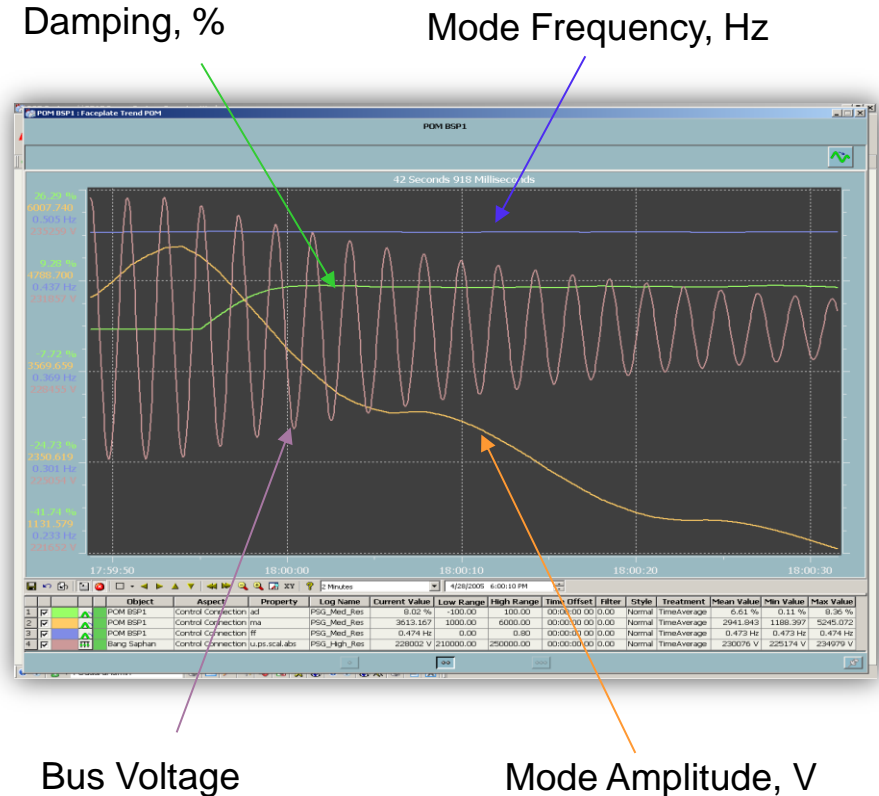 Damping, %
Mode Frequency, Hz
POM BSP1 : Faceplate Trend POM
POM BSP1
42 Seconds 918 Milliseconds
26.29 %
6007.740
0.505 Hz
9.28 %
4788.700
0.437 Hz
231857 V
-7.72 %
3569.659
0.369 Hz
228455 V
-24.73 %
2350.619
0.301 Hz
225054 V
-41.74 %
1131.579
0.233 Hz
221652 V
17:59:50
18:00:00
18:00:10
18:00:20
18:00:30
XY
2 Minutes
4/28/2005 6:00:10 PM
Object Aspect Property Log Name Current Value Low Range High Range Time Offset Filter Style Treatment Mean Value Min Value Max Value
1 POM BSP1 Control Connection ad PSG_Med_Res 8.02 % -100.00 100.00 00:00:00 00 0.00 Normal TimeAverage 6.61 % 0.11 % 8.36 %
2 POM BSP1 Control Connection ma PSG_Med_Res 3613.167 1000.00 6000.00 00:00:00 00 0.00 Normal TimeAverage 2941.843 1188.397 5245.072
3 POM BSP1 Control Connection ff PSG_Med_Res 0.474 Hz 0.00 0.80 00:00:00 00 0.00 Normal TimeAverage 0.473 Hz 0.473 Hz 0.474 Hz
4 Bang Saphan Control Connection u.ps.scal.abs PSG_High_Res 228002 V 210000.00 250000.00 00:00:00 00 0.00 Normal TimeAverage 230076 V 225174 V 234979 V
Bus Voltage
Mode Amplitude, V